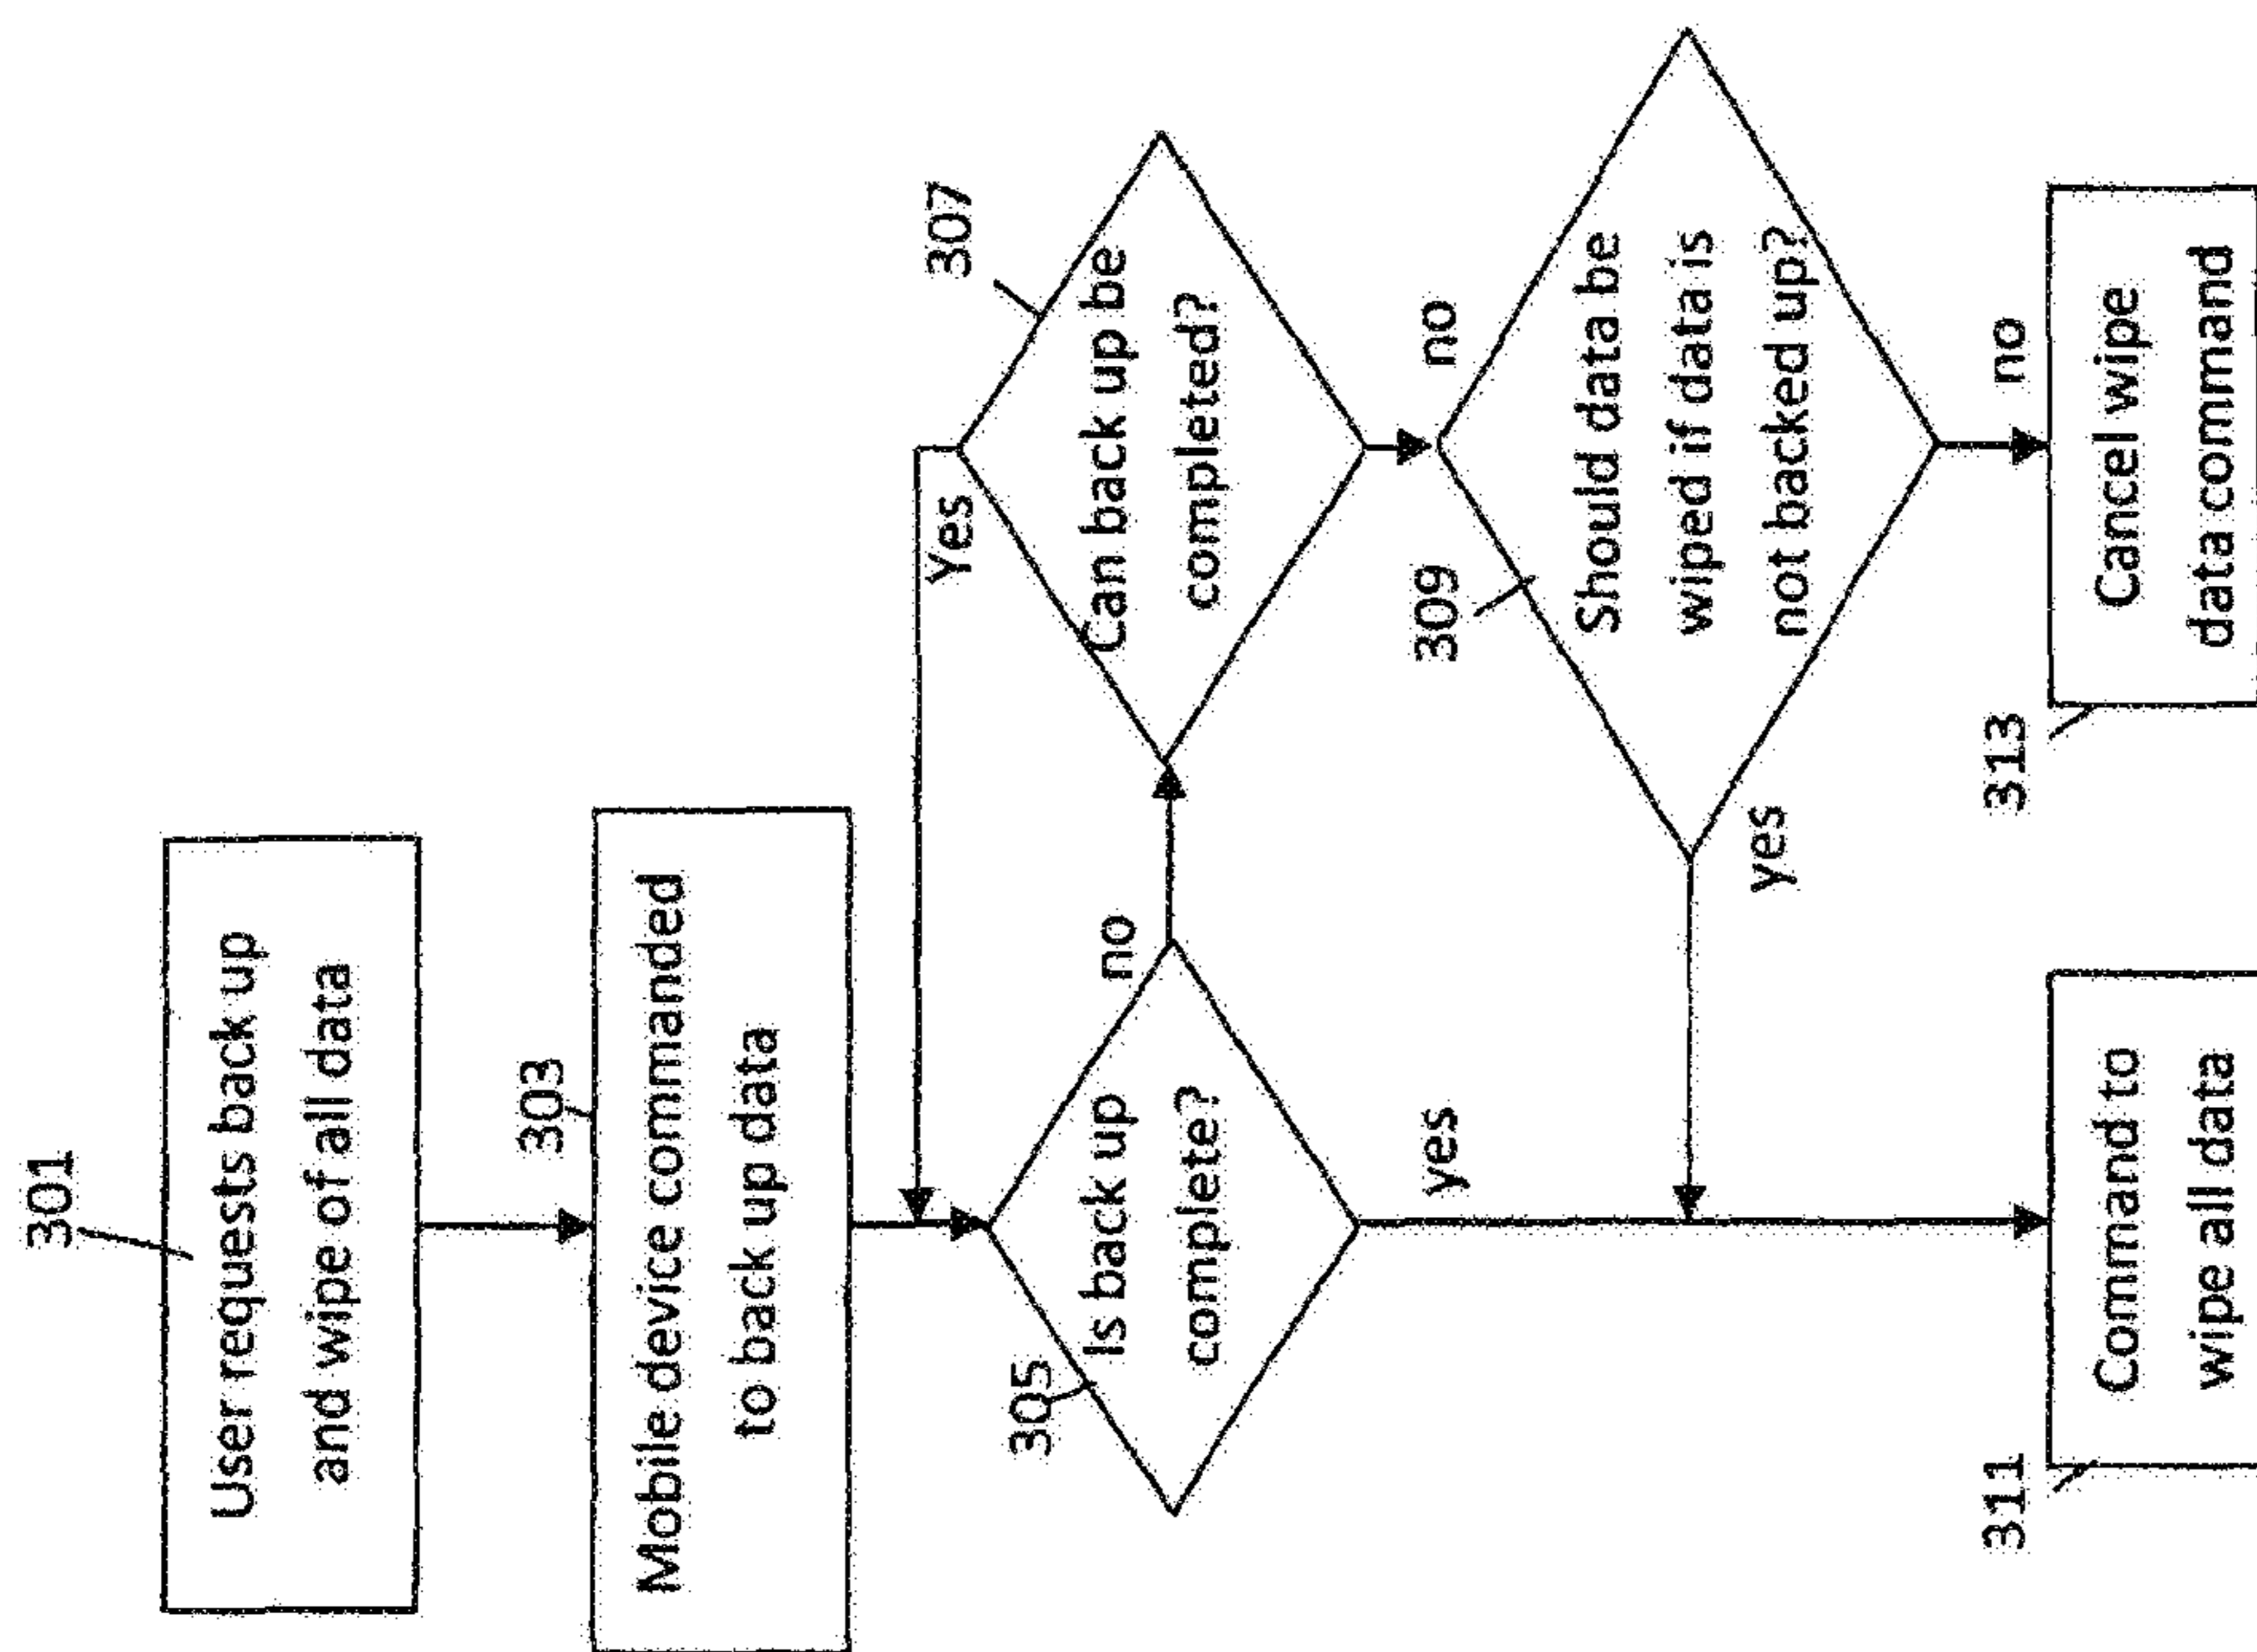 301
User requests back up
and wipe of all data
303
Mobile device commanded
to back up data
305
Is back up
complete?
no
yes
307
Can back up be
completed?
Yes
no
309
Should data be
wiped if data is
not backed up?
yes
no
311
Command to
wipe all data
313
Cancel wipe
data command